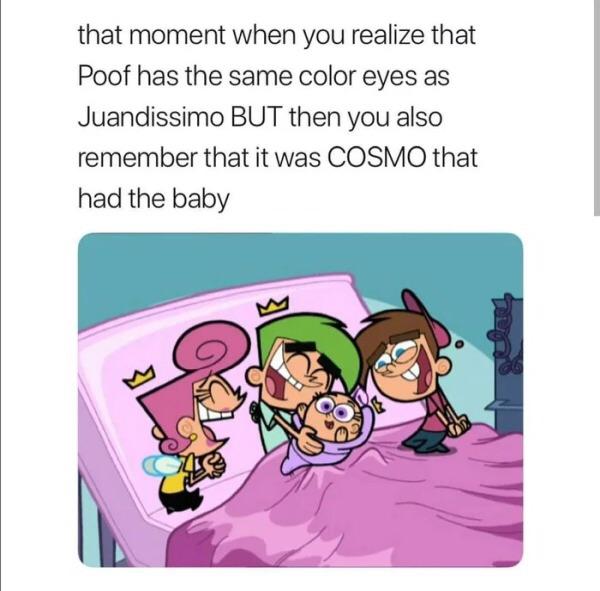 that moment when you realize that
Poof has the same color eyes as
Juandissimo BUT then you also
remember that it was COSMO that
had the baby